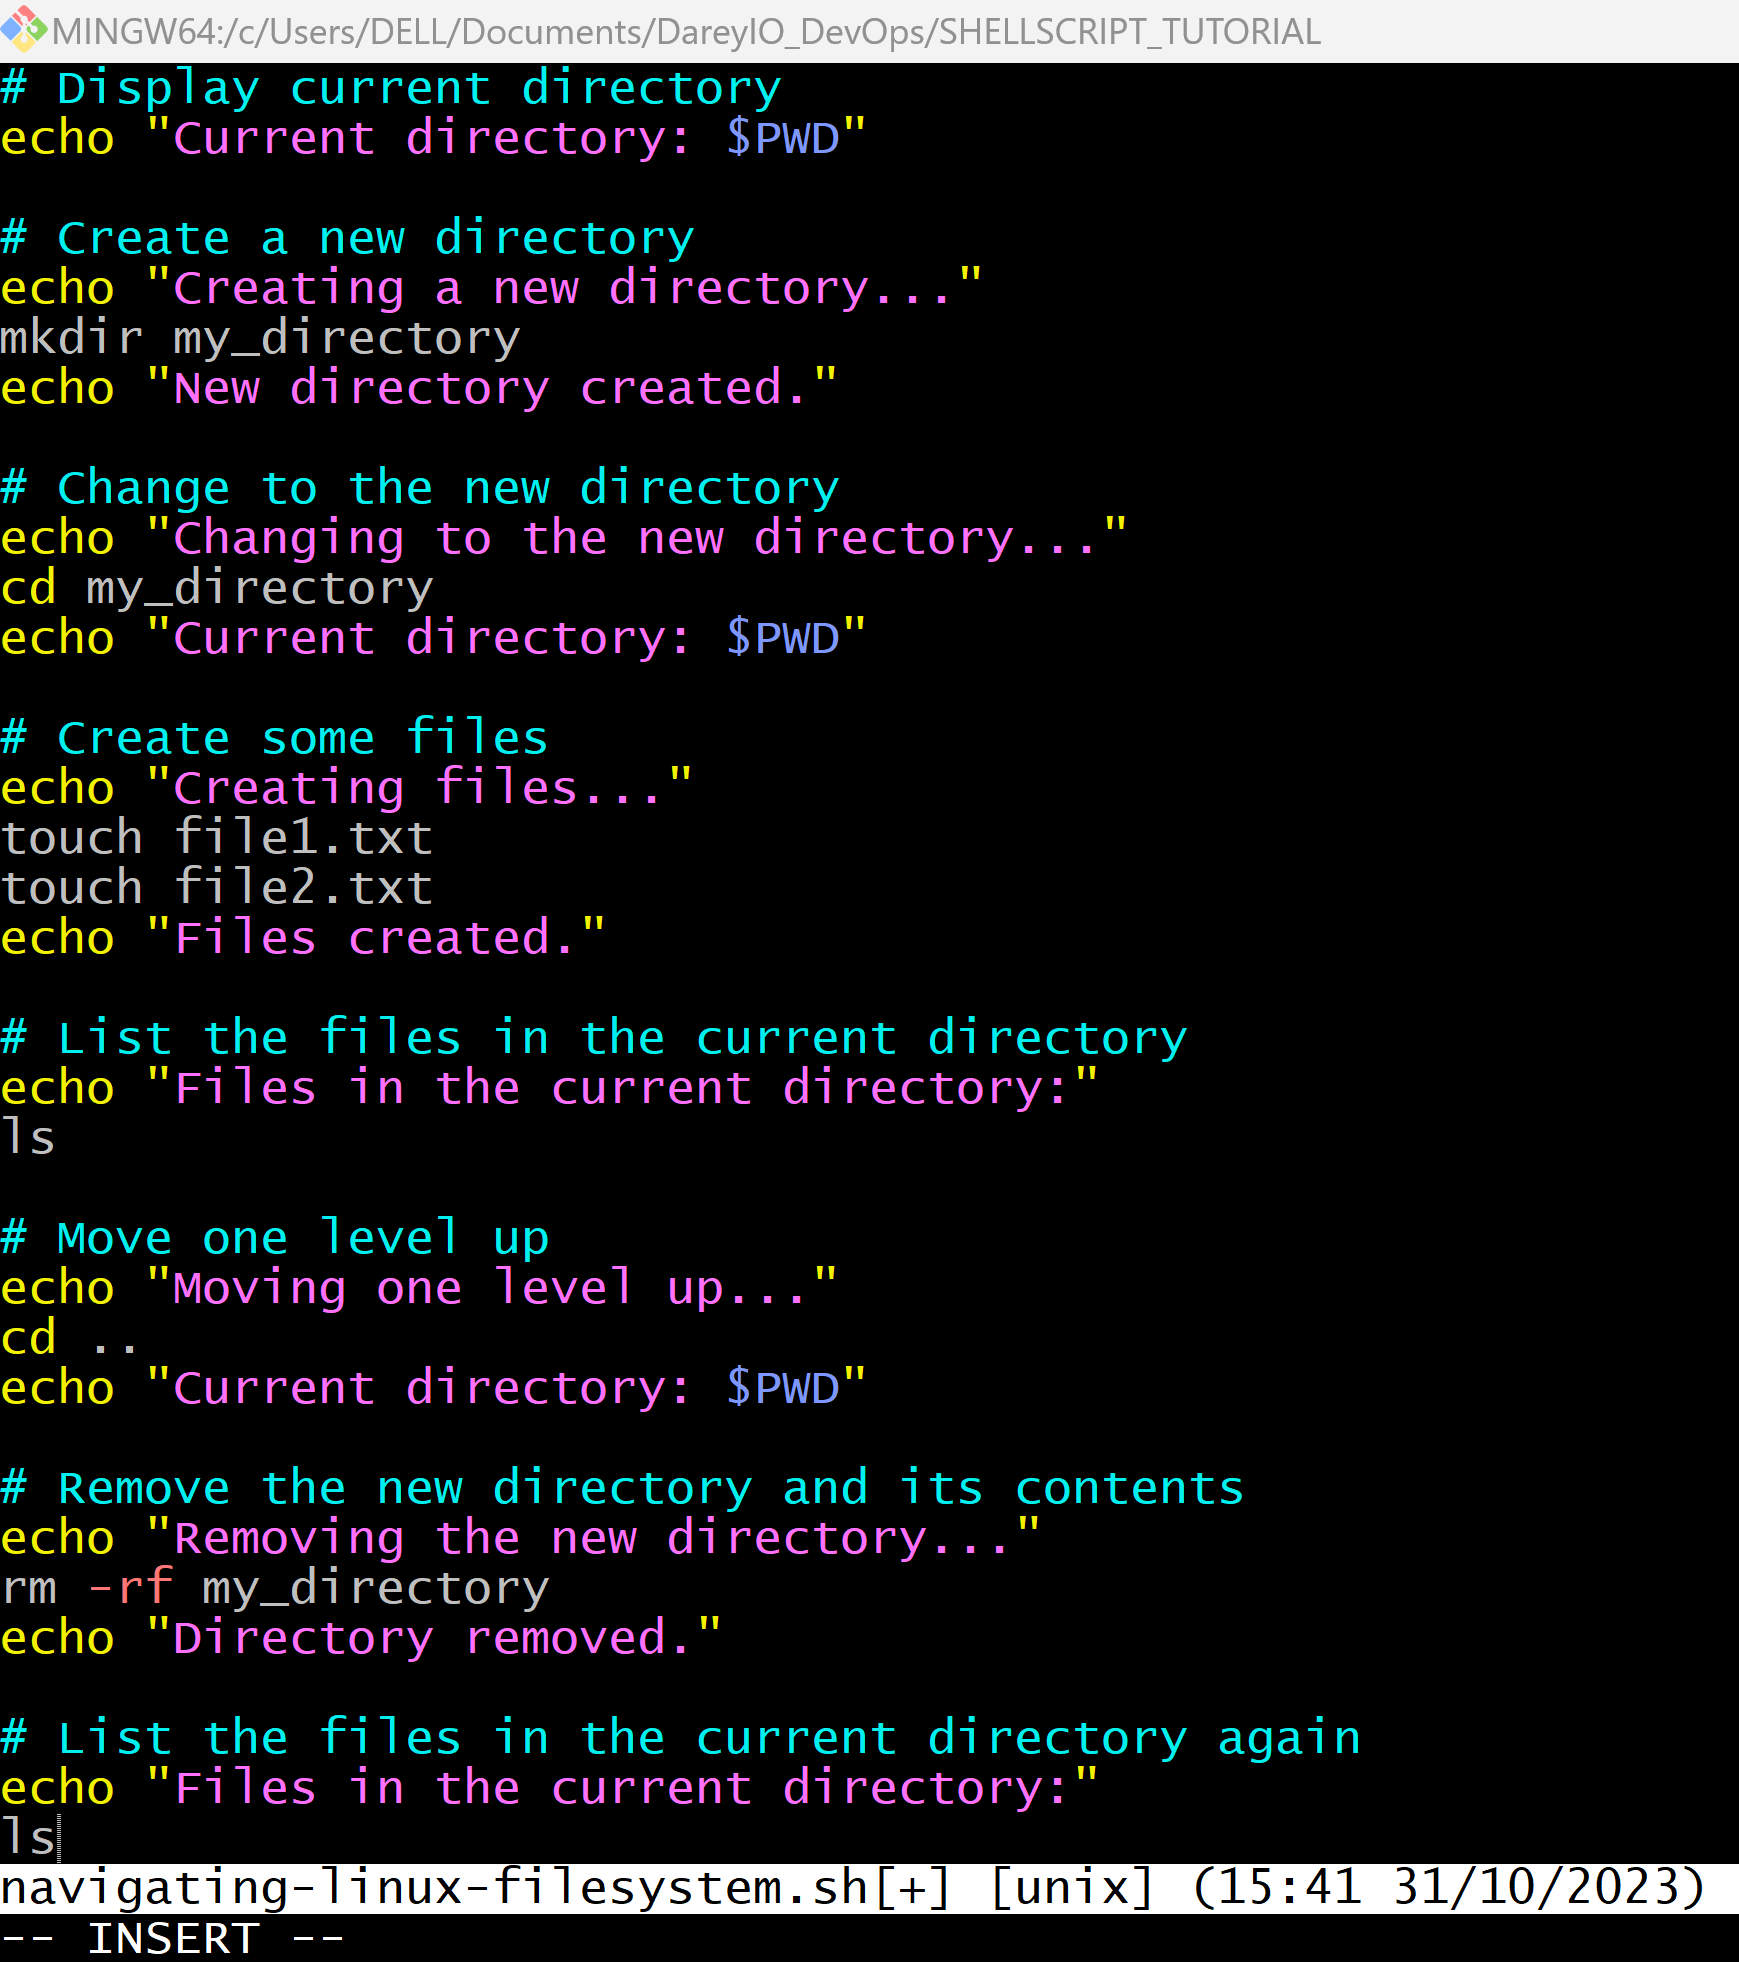 MINGW64:/c/Users/DELL/Documents/DareyIO_DevOps/SHELLSCRIPT_TUTORIAL
# Display current directory
echo "Current directory: $PWD"
# Create a new directory
echo "Creating a new directory..."
mkdir my_directory
echo "New directory created."
# Change to the new directory
echo "Changing to the new directory..."
cd my_directory
echo "Current directory: $PWD"
# Create some files
echo "Creating files..."
touch file1.txt
touch file2.txt
echo "Files created."
# List the files in the current directory
echo "Files in the current directory:"
ls
# Move one level up
echo "Moving one level up..."
cd ..
echo "Current directory: $PWD"
# Remove the new directory and its contents
echo "Removing the new directory..."
rm -rf my_directory
echo "Directory removed."
# List the files in the current directory again
echo "Files in the current directory:"
ls
navigating-linux-filesystem.sh[+] [unix] (15:41 31/10/2023)
-- INSERT --